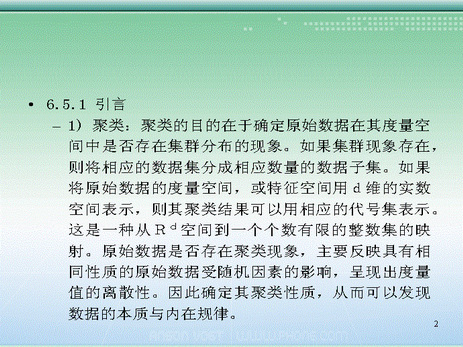 • 6.5.1 引言
– 1) 聚类：聚类的目的在于确定原始数据在其度量空
间中是否存在集群分布的现象。如果集群现象存在，
则将相应的数据集分成相应数量的数据子集。如果
将原始数据的度量空间，或特征空间用d维的实数
空间表示，则其聚类结果可以用相应的代号集表示。
这是一种从Rᵈ空间到一个个数有限的整数集的映
射。原始数据是否存在聚类现象，主要反映具有相
同性质的原始数据受随机因素的影响，呈现出度量
值的离散性。因此确定其聚类性质，从而可以发现
数据的本质与内在规律。
2